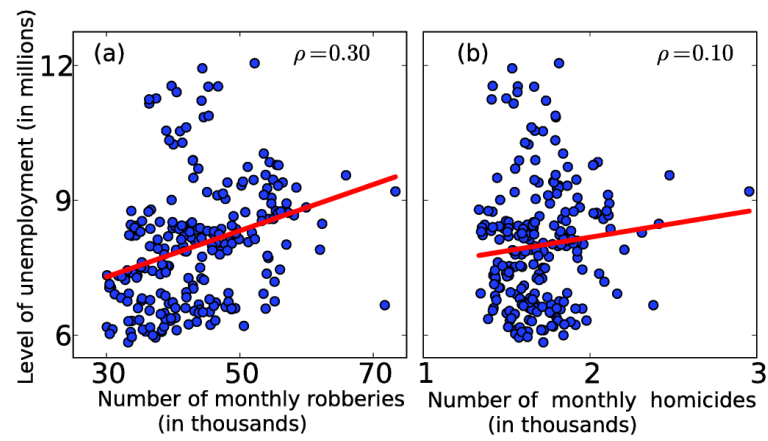 (a)
ρ=0.30
(b)
ρ=0.10
Level of unemployment (in millions)
12
9
6
30
50
70
1
2
3
Number of monthly robberies
(in thousands)
Number of monthly homicides
(in thousands)